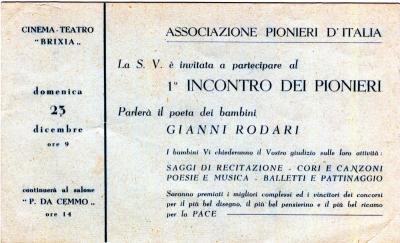 CINEMA-TEATRO
"BRIXIA"
domenica
23
dicembre
ore 9
continuerà al salone
"P. DA CEMMO"
ore 14
ASSOCIAZIONE PIONIERI D'ITALIA
La S. V. è invitata a partecipare al
1° INCONTRO DEI PIONIERI
Parlerà il poeta dei bambini
GIANNI RODARI
I bambini Vi chiederanno il Vostro giudizio sulle loro attività:
SAGGI DI RECITAZIONE - CORI E CANZONI
POESIE E MUSICA - BALLETTI E PATTINAGGIO
Saranno premiati i migliori complessi ed i vincitori dei concorsi
per il più bel disegno, il più bel pensierino e il più bel ricamo
per la PACE